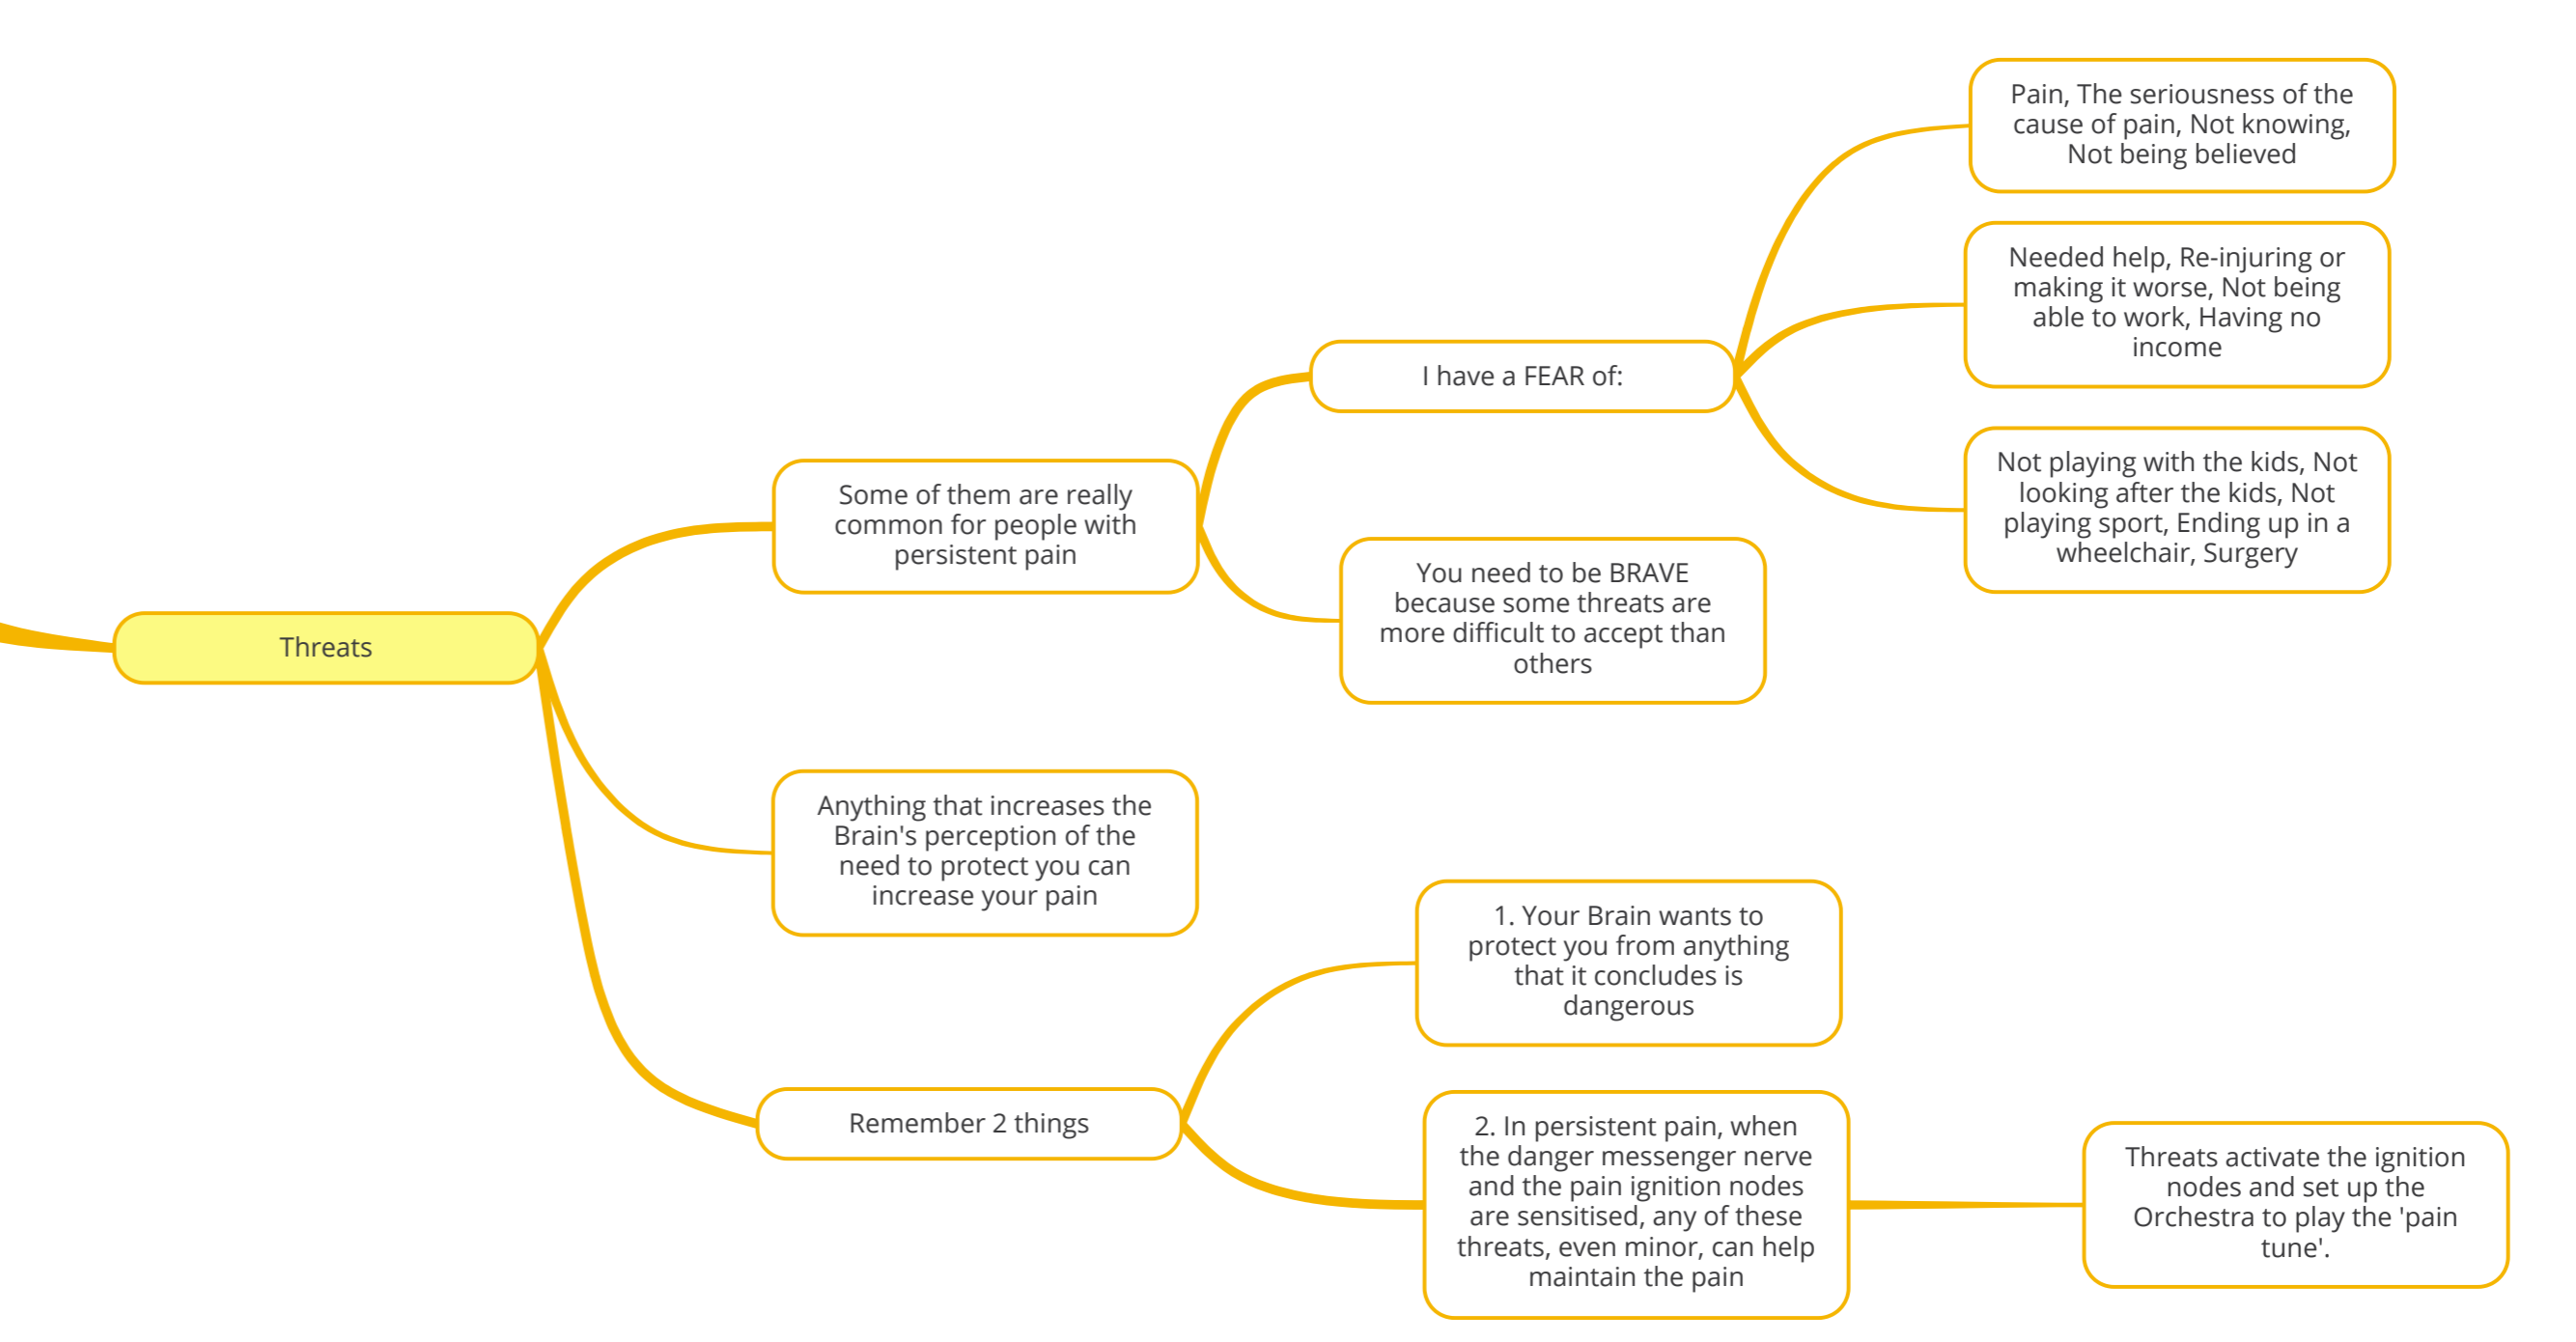 Threats
Some of them are really
common for people with
persistent pain
I have a FEAR of:
Pain, The seriousness of the
cause of pain, Not knowing,
Not being believed
Needed help, Re-injuring or
making it worse, Not being
able to work, Having no
income
Not playing with the kids, Not
looking after the kids, Not
playing sport, Ending up in a
wheelchair, Surgery
You need to be BRAVE
because some threats are
more difficult to accept than
others
Anything that increases the
Brain's perception of the
need to protect you can
increase your pain
Remember 2 things
1. Your Brain wants to
protect you from anything
that it concludes is
dangerous
2. In persistent pain, when
the danger messenger nerve
and the pain ignition nodes
are sensitised, any of these
threats, even minor, can help
maintain the pain
Threats activate the ignition
nodes and set up the
Orchestra to play the 'pain
tune'.